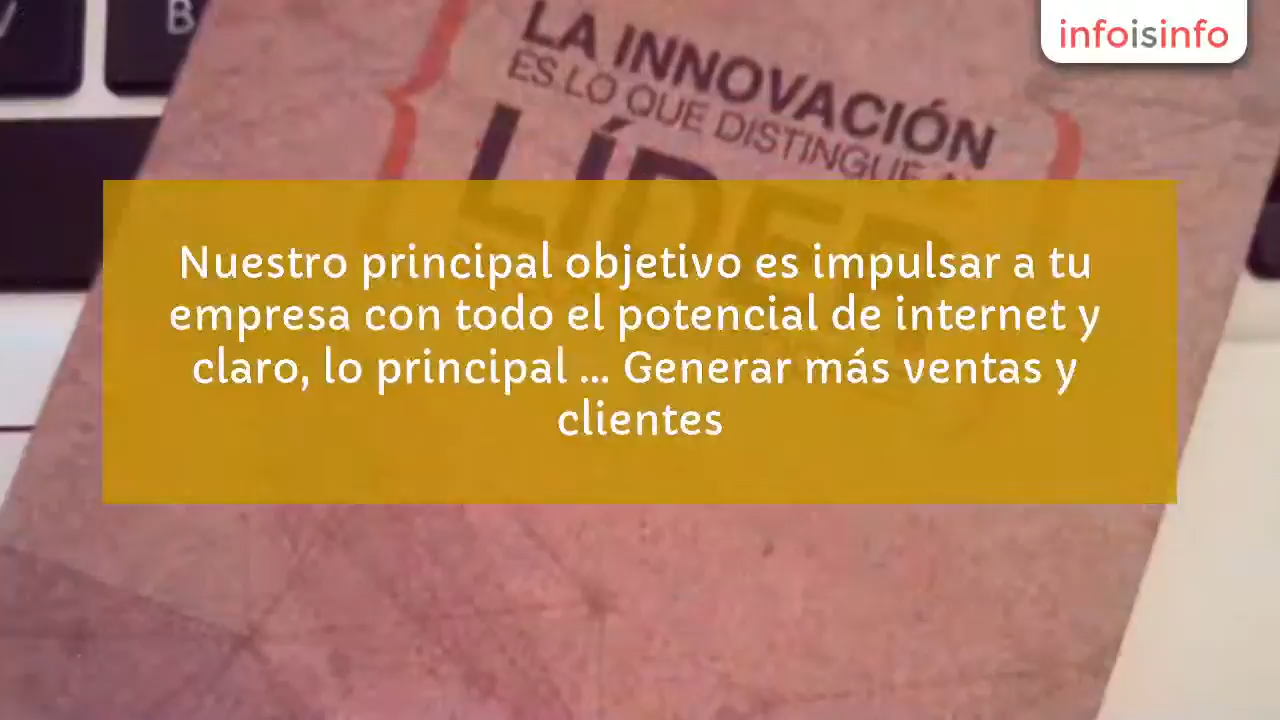 B
infoisinfo
LA INNOVACIÓN
ES LO QUE DISTINGUE
LÍDER
Nuestro principal objetivo es impulsar a tu
empresa con todo el potencial de internet y
claro, lo principal ... Generar más ventas y
clientes